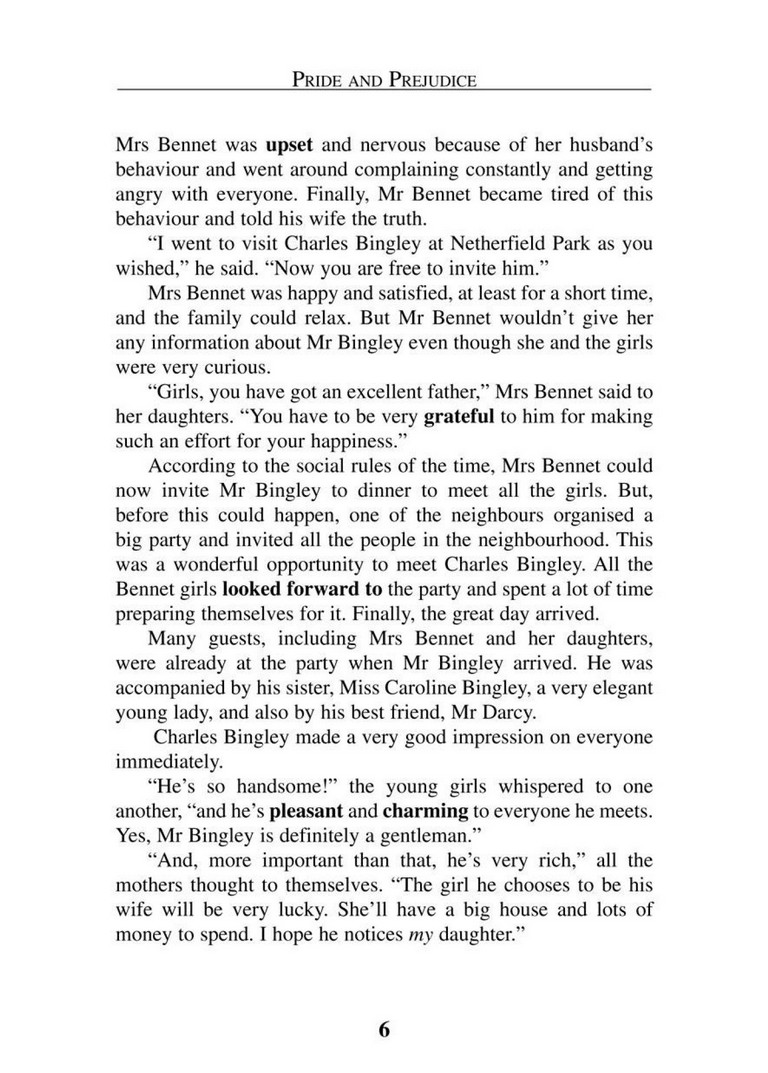 PRIDE AND PREJUDICE
Mrs Bennet was upset and nervous because of her husband’s
behaviour and went around complaining constantly and getting
angry with everyone. Finally, Mr Bennet became tired of this
behaviour and told his wife the truth.
“I went to visit Charles Bingley at Netherfield Park as you
wished,” he said. “Now you are free to invite him.”
Mrs Bennet was happy and satisfied, at least for a short time,
and the family could relax. But Mr Bennet wouldn’t give her
any information about Mr Bingley even though she and the girls
were very curious.
“Girls, you have got an excellent father,” Mrs Bennet said to
her daughters. “You have to be very grateful to him for making
such an effort for your happiness.”
According to the social rules of the time, Mrs Bennet could
now invite Mr Bingley to dinner to meet all the girls. But,
before this could happen, one of the neighbours organised a
big party and invited all the people in the neighbourhood. This
was a wonderful opportunity to meet Charles Bingley. All the
Bennet girls looked forward to the party and spent a lot of time
preparing themselves for it. Finally, the great day arrived.
Many guests, including Mrs Bennet and her daughters,
were already at the party when Mr Bingley arrived. He was
accompanied by his sister, Miss Caroline Bingley, a very elegant
young lady, and also by his best friend, Mr Darcy.
Charles Bingley made a very good impression on everyone
immediately.
“He’s so handsome!” the young girls whispered to one
another, “and he’s pleasant and charming to everyone he meets.
Yes, Mr Bingley is definitely a gentleman.”
“And, more important than that, he’s very rich,” all the
mothers thought to themselves. “The girl he chooses to be his
wife will be very lucky. She’ll have a big house and lots of
money to spend. I hope he notices my daughter.”
6